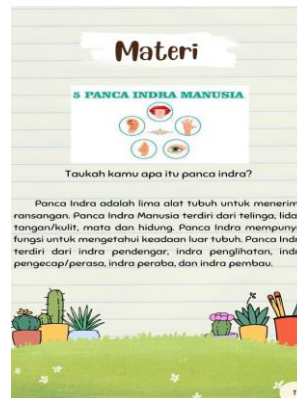 Materi
5 PANCA INDRA MANUSIA
Taukah kamu apa itu panca indra?
Panca Indra adalah lima alat tubuh untuk menerim
ransangan. Panca Indra Manusia terdiri dari telinga, lida
tangan/kulit, mata dan hidung. Panca Indra mempuny
fungsi untuk mengetahui keadaan luar tubuh. Panca Indr
terdiri dari indra pendengar, indra penglihatan, indr
pengecap/perasa, indra peraba, dan indra pembau.
1